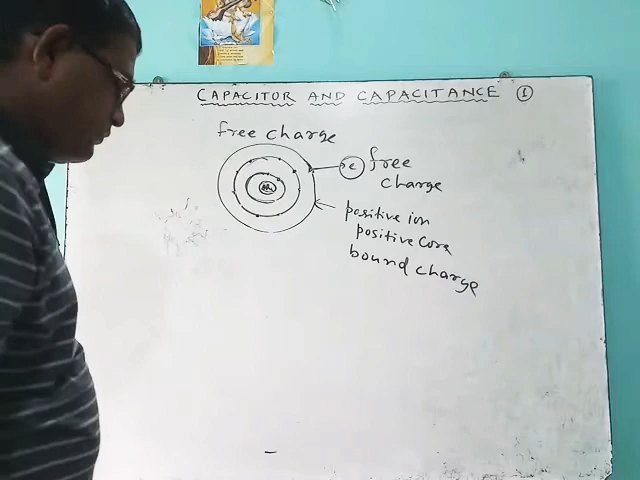 CAPACITOR AND CAPACITANCE ①
free charge
free
charge
positive ion
positive core
bound charge